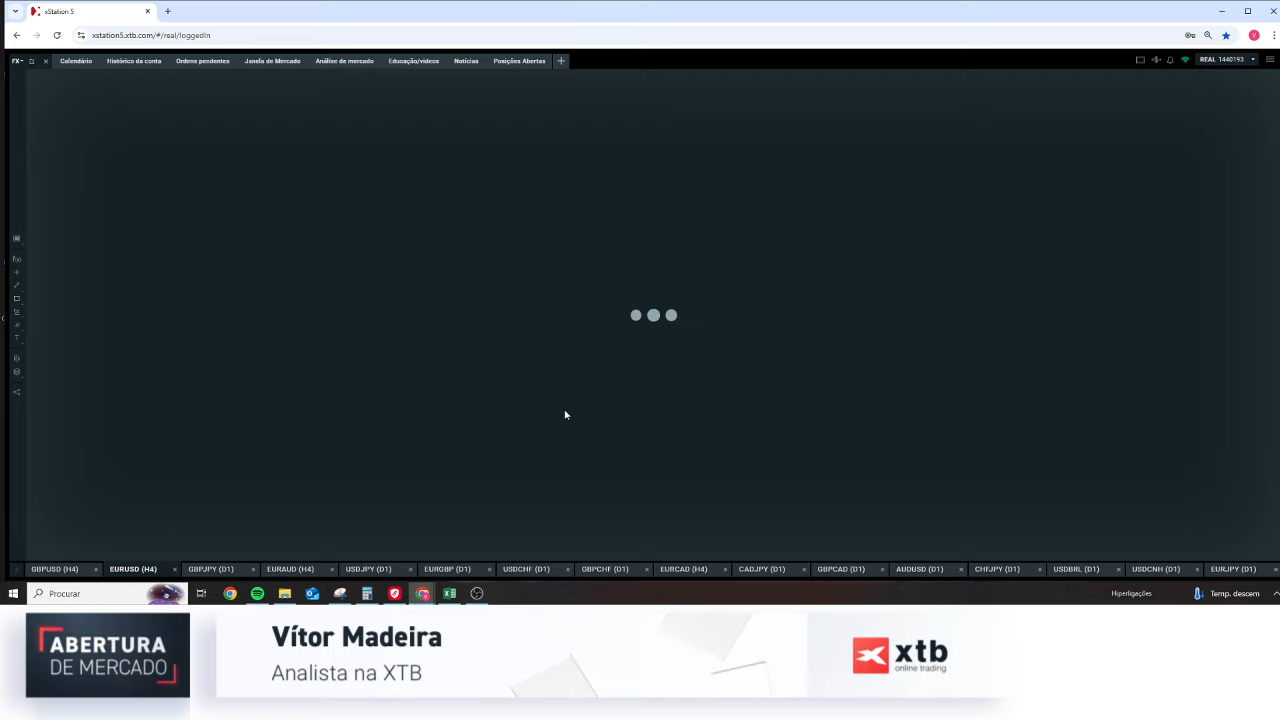 xStation 5
xstation5.xtb.com/#/real/loggedIn
FX
Calendário
Histórico da conta
Ordens pendentes
Janela de Mercado
Análise de mercado
Educação/vídeos
Notícias
Posições Abertas
REAL 1440193
GBPUSD (H4)
EURUSD (H4)
GBPJPY (D1)
EURAUD (H4)
USDJPY (D1)
EURGBP (D1)
USDCHF (D1)
GBPCHF (D1)
EURCAD (H4)
CADJPY (D1)
GBPCAD (D1)
AUDUSD (D1)
CHFJPY (D1)
USDBRL (D1)
USDCNH (D1)
EURJPY (D1)
Procurar
Hiperligações
Temp. descem
ABERTURA
DE MERCADO
Vítor Madeira
Analista na XTB
xtb
online trading